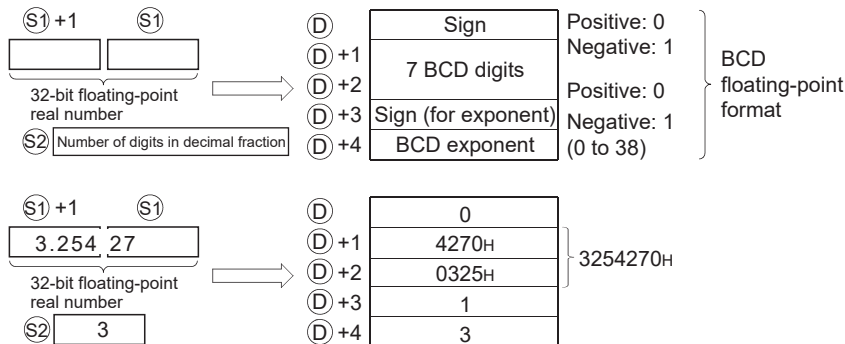 S1 +1 S1
32-bit floating-point
real number
S2 Number of digits in decimal fraction
D Sign
D +1 7 BCD digits
D +2
D +3 Sign (for exponent)
D +4 BCD exponent
Positive: 0
Negative: 1
Positive: 0
Negative: 1
(0 to 38)
BCD
floating-point
format
S1 +1 S1
3.254 27
32-bit floating-point
real number
S2 3
D 0
D +1 4270H
D +2 0325H
D +3 1
D +4 3
3254270H